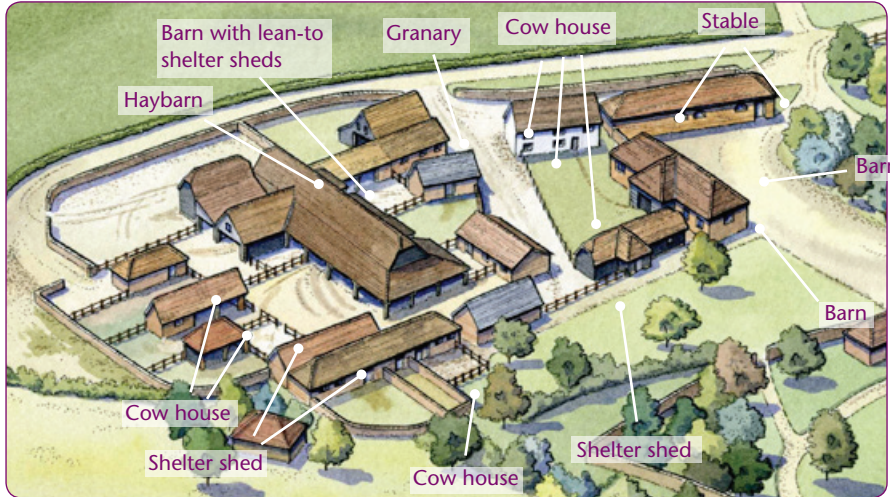 Barn with lean-to
shelter sheds
Granary
Cow house
Stable
Haybarn
Barn
Barn
Cow house
Shelter shed
Cow house
Shelter shed